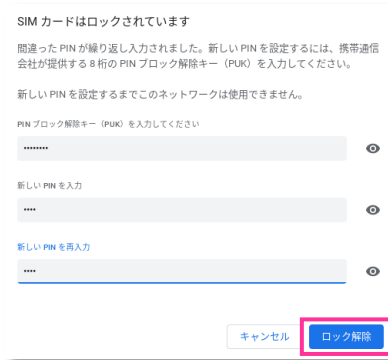 SIM カードはロックされています
間違った PIN が繰り返し入力されました。新しい PIN を設定するには、携帯通信
会社が提供する 8 桁の PIN ブロック解除キー（PUK）を入力してください。
新しい PIN を設定するまでこのネットワークは使用できません。
PIN ブロック解除キー（PUK）を入力してください
••••••••
新しい PIN を入力
••••
新しい PIN を再入力
••••
キャンセル
ロック解除